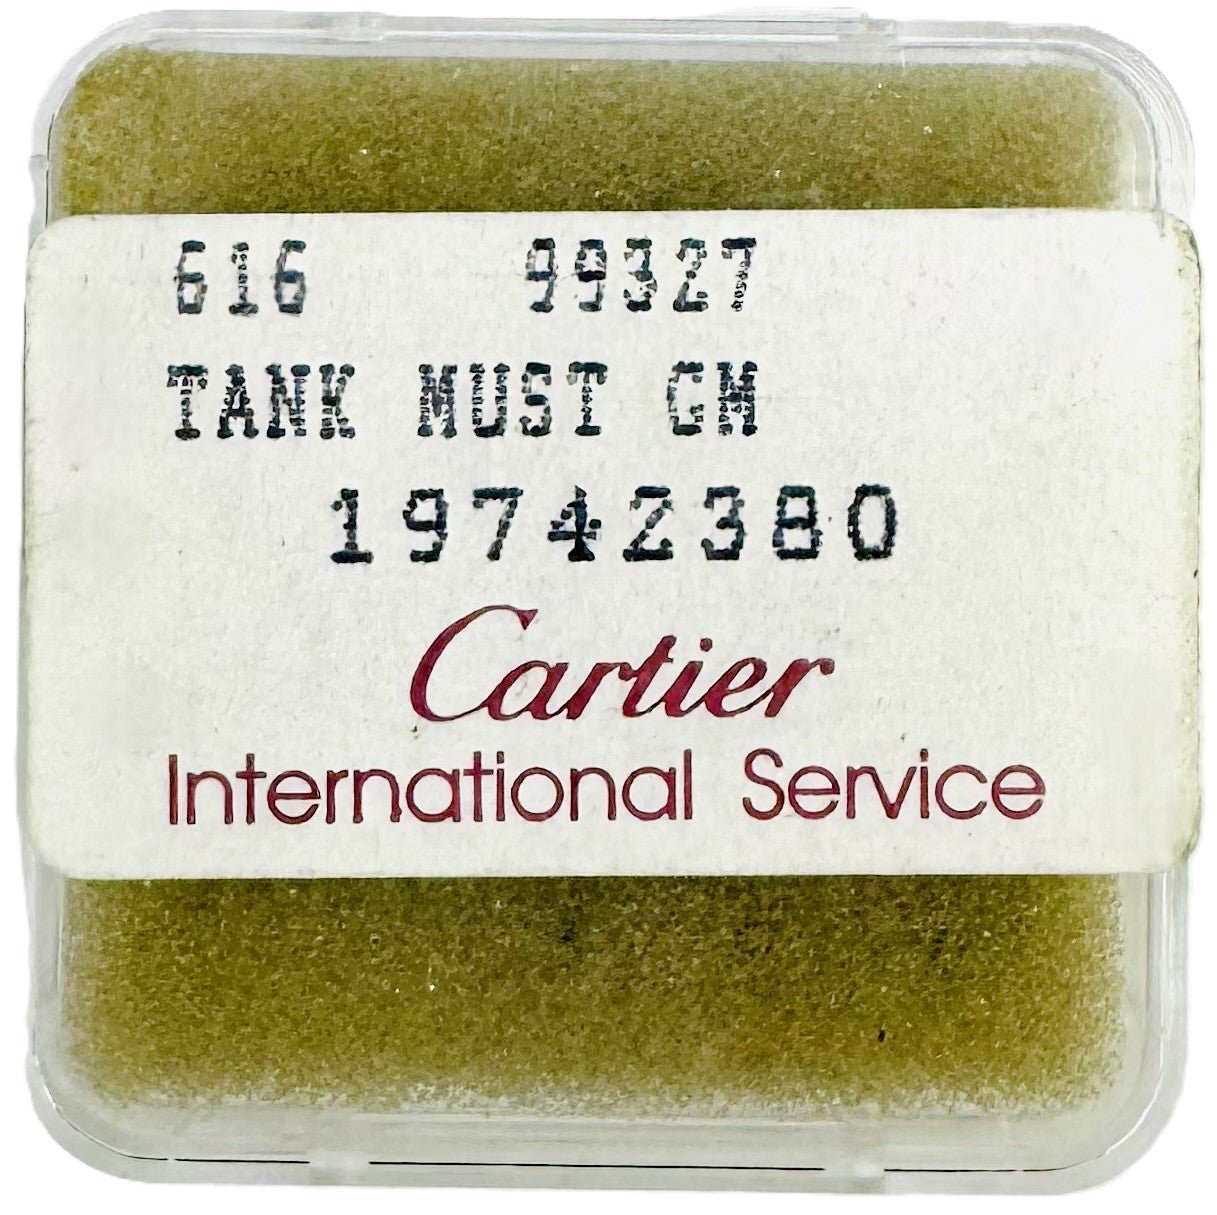 616 99327
TANK MUST GM
19742380
Cartier
International Service